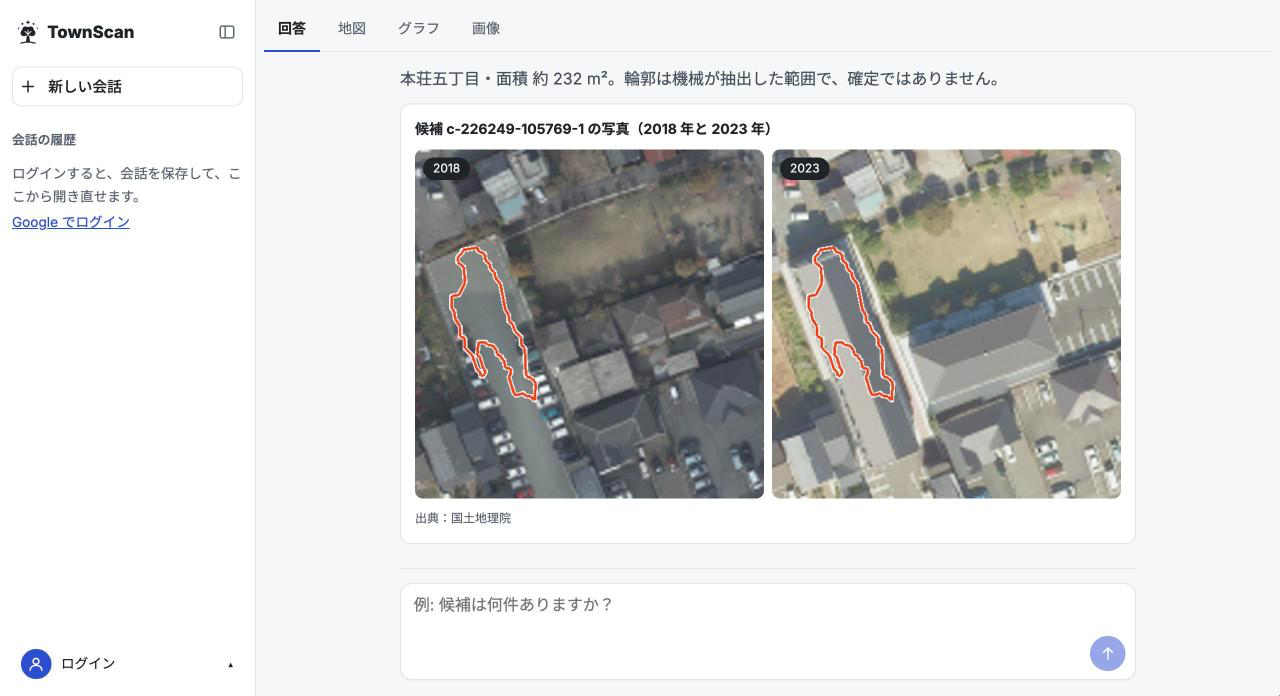 TownScan
新しい会話
会話の履歴
ログインすると、会話を保存して、こ
こから開き直せます。
Google でログイン
ログイン
回答
地図
グラフ
画像
本荘五丁目・面積 約 232 m²。輪郭は機械が抽出した範囲で、確定ではありません。
候補 c-226249-105769-1 の写真（2018 年と 2023 年）
2018
2023
出典：国土地理院
例: 候補は何件ありますか？